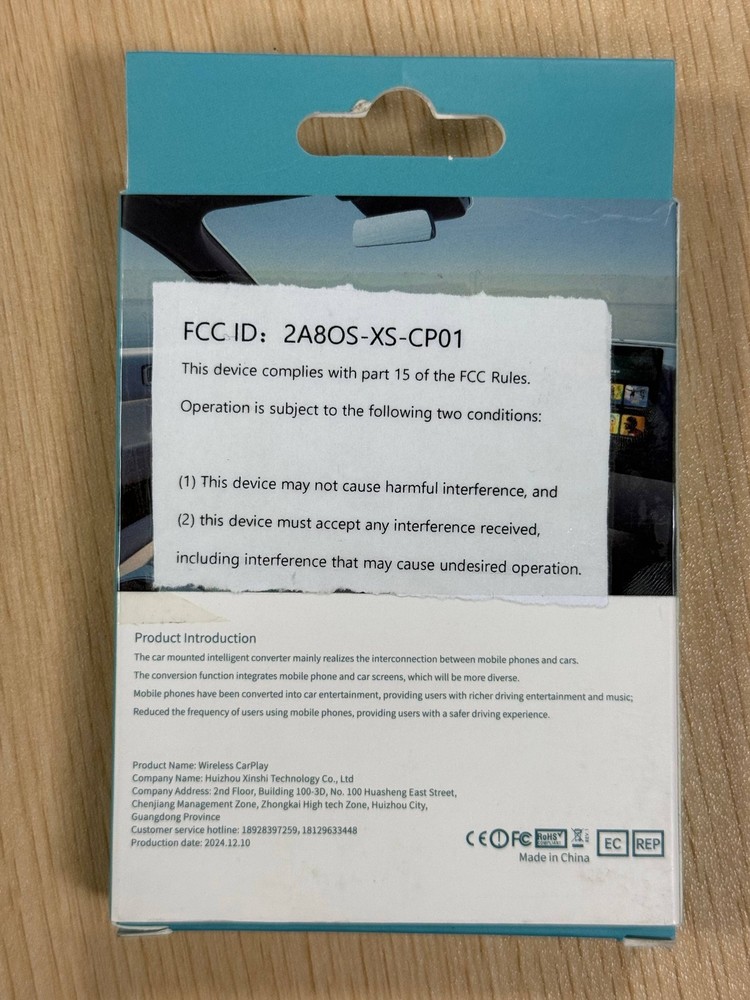 FCC ID：2A8OS-XS-CP01
This device complies with part 15 of the FCC Rules.
Operation is subject to the following two conditions:
(1) This device may not cause harmful interference, and
(2) this device must accept any interference received,
including interference that may cause undesired operation.
Product Introduction
The car mounted intelligent converter mainly realizes the interconnection between mobile phones and cars.
The conversion function integrates mobile phone and car screens, which will be more diverse.
Mobile phones have been converted into car entertainment, providing users with richer driving entertainment and music;
Reduced the frequency of users using mobile phones, providing users with a safer driving experience.
Product Name: Wireless CarPlay
Company Name: Huizhou Xinshi Technology Co., Ltd
Company Address: 2nd Floor, Building 100-3D, No. 100 Huasheng East Street,
Chenjiang Management Zone, Zhongkai High tech Zone, Huizhou City,
Guangdong Province
Customer service hotline: 18928397259, 18129633448
Production date: 2024.12.10
CE FC RoHS COMPLIANT EC REP
Made in China